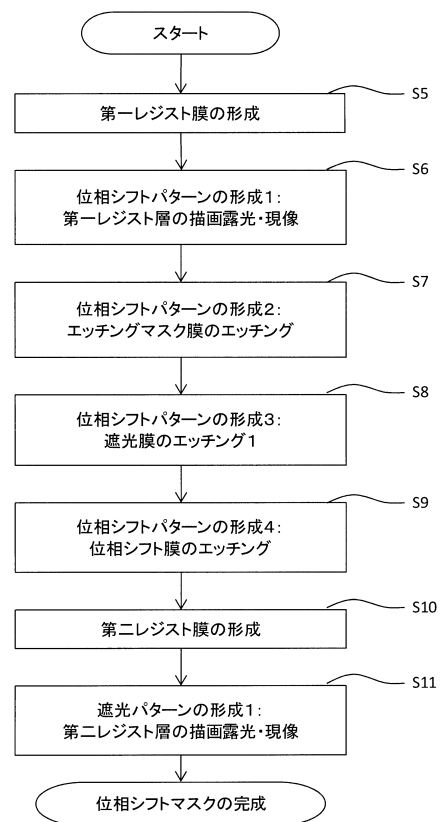 スタート
S5
第一レジスト膜の形成
S6
位相シフトパターンの形成1:
第一レジスト層の描画露光・現像
S7
位相シフトパターンの形成2:
エッチングマスク膜のエッチング
S8
位相シフトパターンの形成3:
遮光膜のエッチング1
S9
位相シフトパターンの形成4:
位相シフト膜のエッチング
S10
第二レジスト膜の形成
S11
遮光パターンの形成1:
第二レジスト層の描画露光・現像
位相シフトマスクの完成